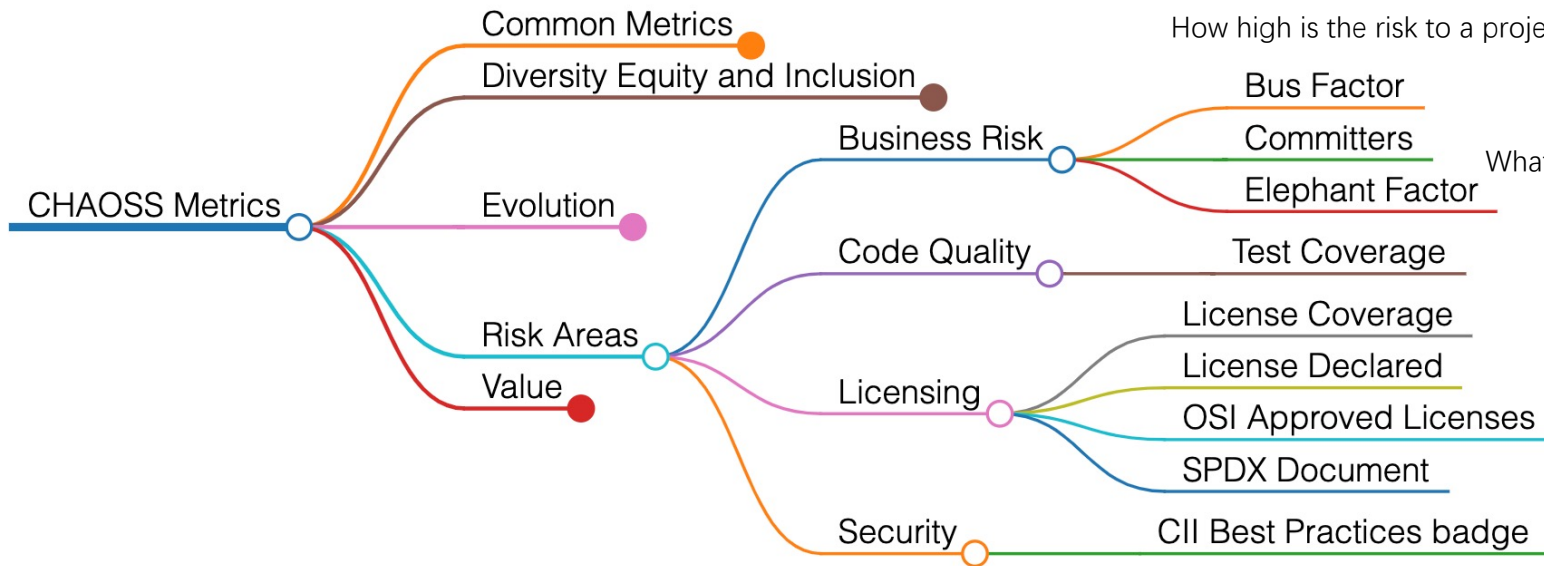 Common Metrics
How high is the risk to a proje
Diversity Equity and Inclusion
Bus Factor
Business Risk
Committers
What
Elephant Factor
CHAOSS Metrics
Evolution
Code Quality
Test Coverage
License Coverage
Risk Areas
License Declared
Value
Licensing
OSI Approved Licenses
SPDX Document
Security
CII Best Practices badge